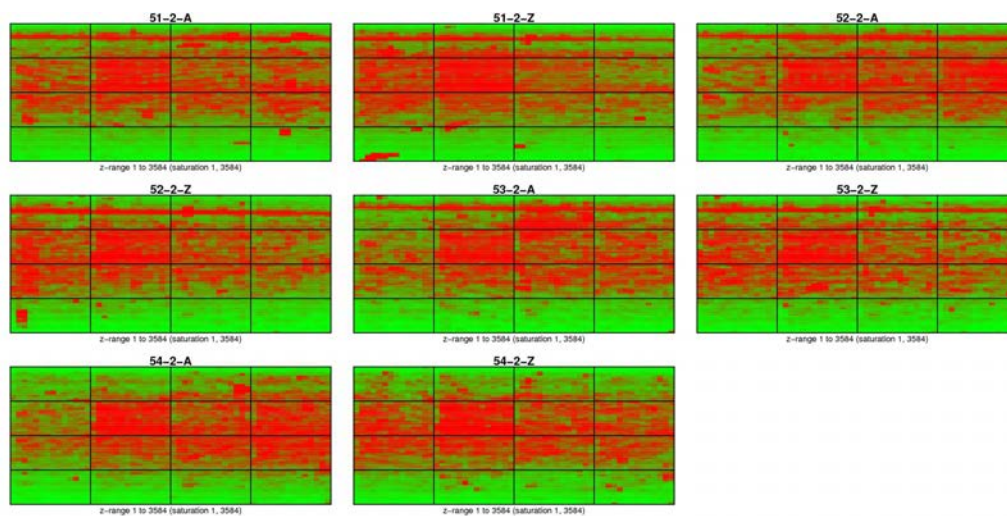 51-2-A
51-2-Z
52-2-A
z-range 1 to 3584 (saturation 1, 3584)
z-range 1 to 3584 (saturation 1, 3584)
z-range 1 to 3584 (saturation 1, 3584)
52-2-Z
53-2-A
53-2-Z
z-range 1 to 3584 (saturation 1, 3584)
z-range 1 to 3584 (saturation 1, 3584)
z-range 1 to 3584 (saturation 1, 3584)
54-2-A
54-2-Z
z-range 1 to 3584 (saturation 1, 3584)
z-range 1 to 3584 (saturation 1, 3584)